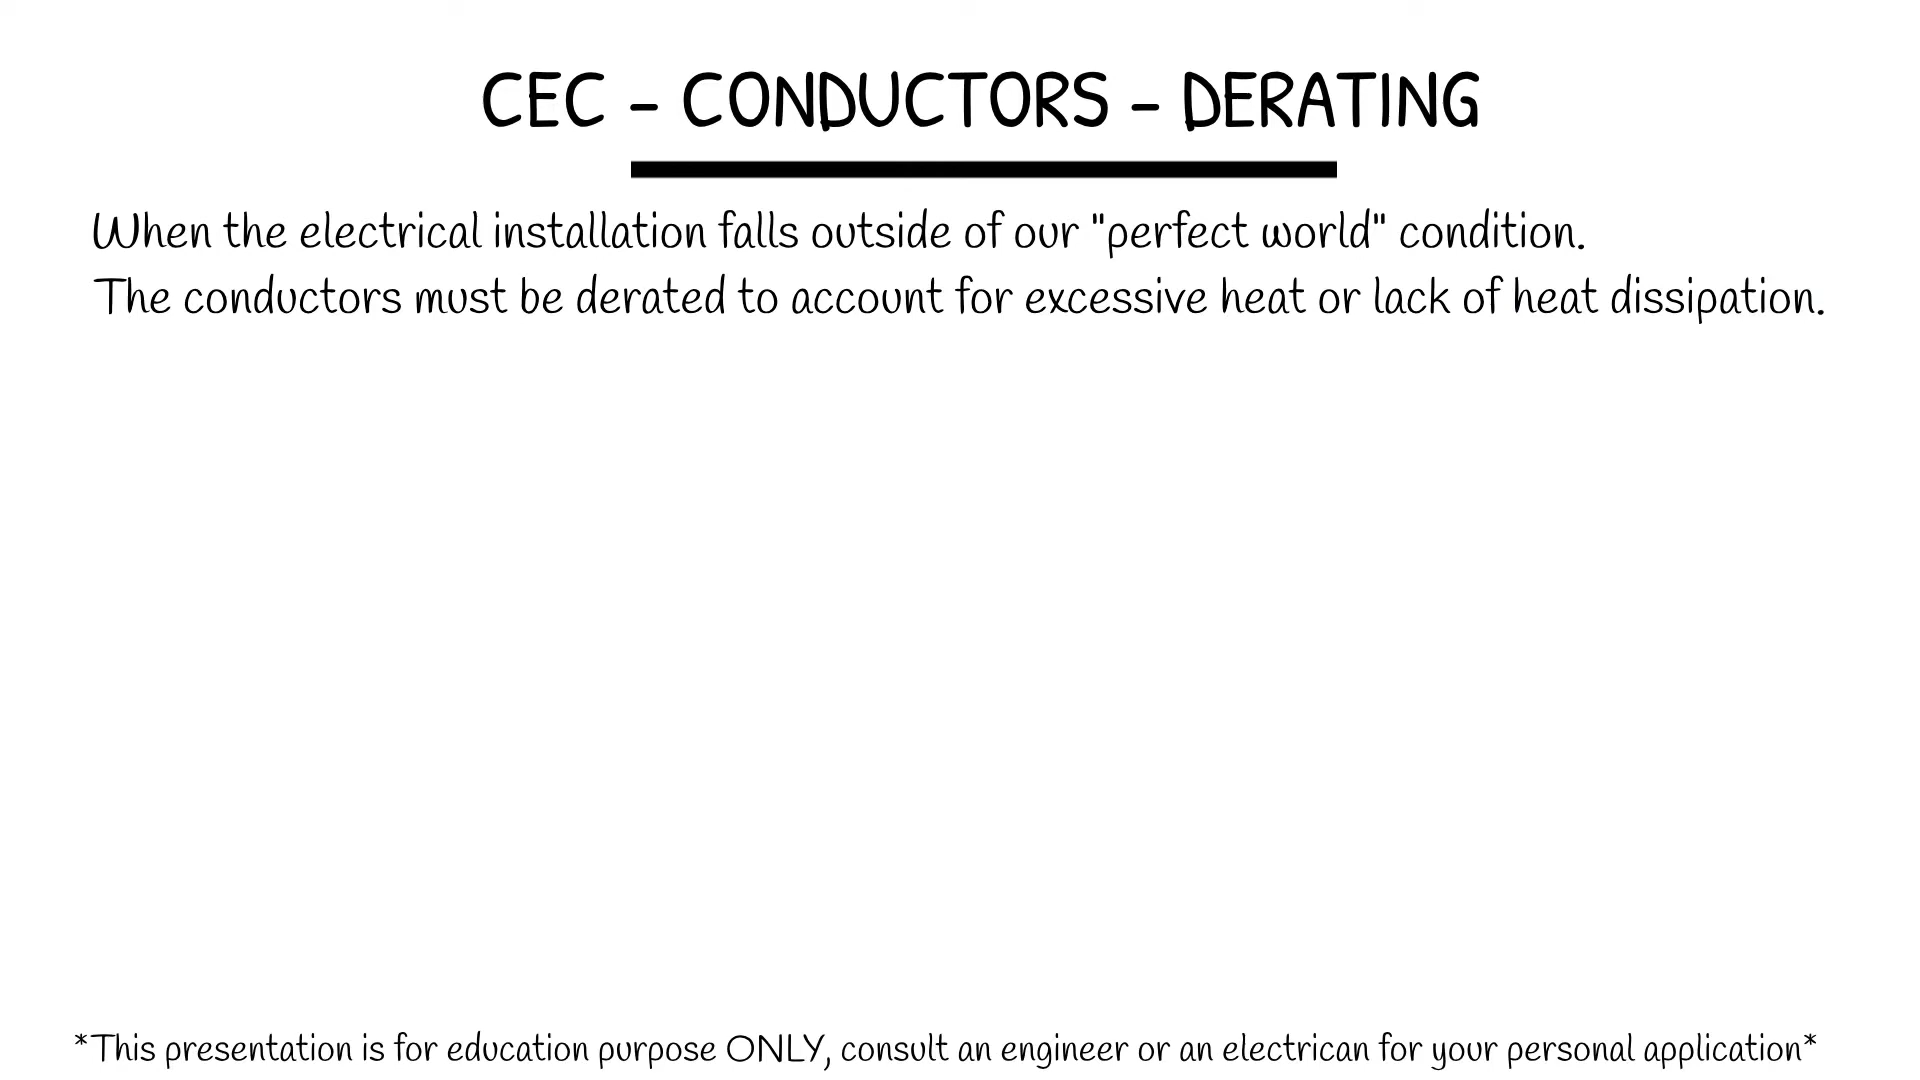 CEC - CONDUCTORS - DERATING
When the electrical installation falls outside of our "perfect world" condition.
The conductors must be derated to account for excessive heat or lack of heat dissipation.
*This presentation is for education purpose ONLY, consult an engineer or an electrican for your personal application*